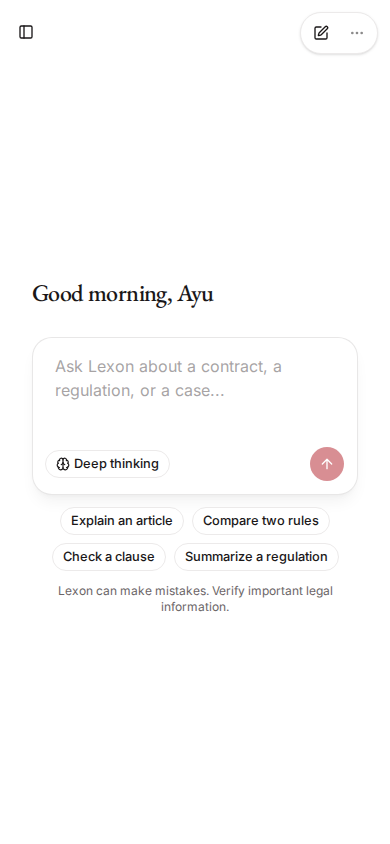 Good morning, Ayu
Ask Lexon about a contract, a
regulation, or a case...
Deep thinking
Explain an article
Compare two rules
Check a clause
Summarize a regulation
Lexon can make mistakes. Verify important legal
information.